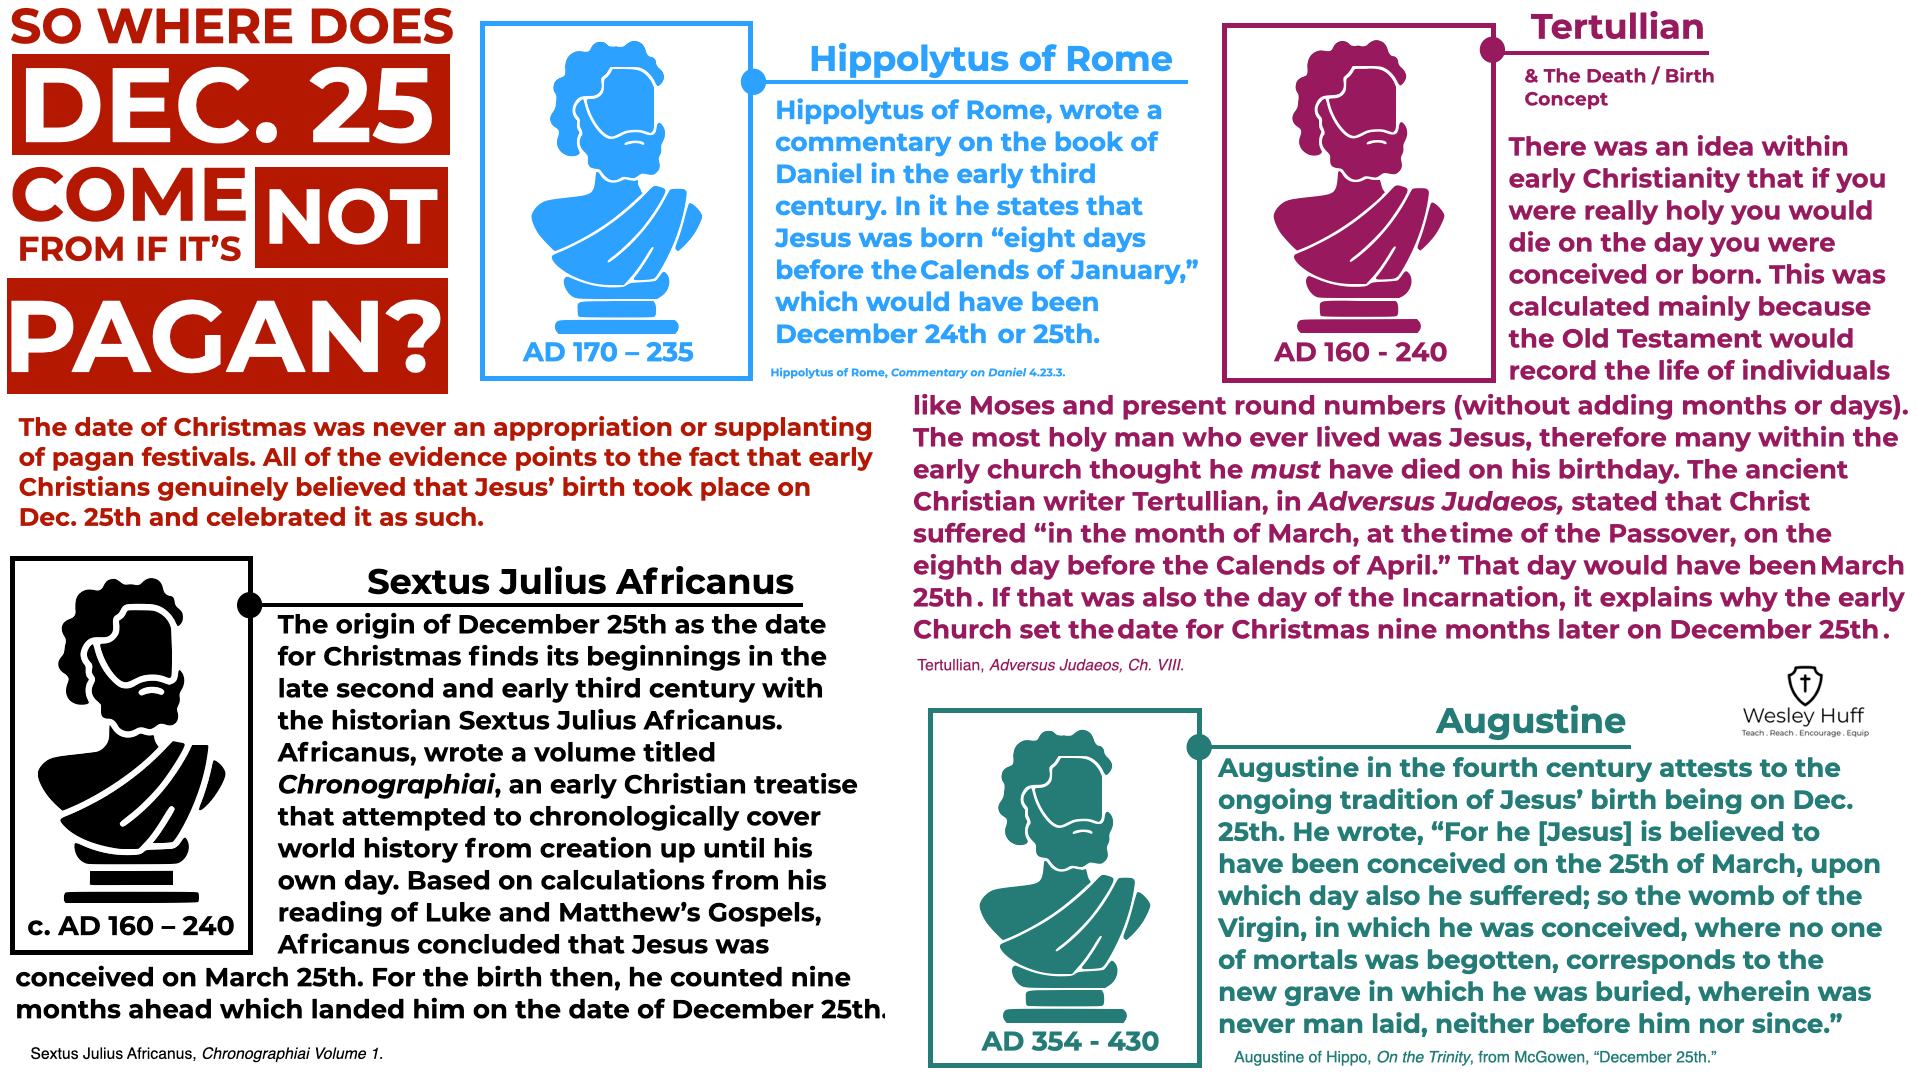 SO WHERE DOES
DEC. 25
COME
FROM IF IT'S
NOT
PAGAN?
The date of Christmas was never an appropriation or supplanting
of pagan festivals. All of the evidence points to the fact that early
Christians genuinely believed that Jesus' birth took place on
Dec. 25th and celebrated it as such.
AD 170 – 235
Hippolytus of Rome
Hippolytus of Rome, wrote a
commentary on the book of
Daniel in the early third
century. In it he states that
Jesus was born “eight days
before the Calends of January,”
which would have been
December 24th or 25th.
Hippolytus of Rome, Commentary on Daniel 4.23.3.
AD 160 - 240
Tertullian
& The Death / Birth
Concept
There was an idea within
early Christianity that if you
were really holy you would
die on the day you were
conceived or born. This was
calculated mainly because
the Old Testament would
record the life of individuals
like Moses and present round numbers (without adding months or days).
The most holy man who ever lived was Jesus, therefore many within the
early church thought he must have died on his birthday. The ancient
Christian writer Tertullian, in Adversus Judaeos, stated that Christ
suffered “in the month of March, at the time of the Passover, on the
eighth day before the Calends of April.” That day would have been March
25th. If that was also the day of the Incarnation, it explains why the early
Church set the date for Christmas nine months later on December 25th.
Tertullian, Adversus Judaeos, Ch. VIII.
c. AD 160 – 240
Sextus Julius Africanus
The origin of December 25th as the date
for Christmas finds its beginnings in the
late second and early third century with
the historian Sextus Julius Africanus.
Africanus, wrote a volume titled
Chronographiai, an early Christian treatise
that attempted to chronologically cover
world history from creation up until his
own day. Based on calculations from his
reading of Luke and Matthew's Gospels,
Africanus concluded that Jesus was
conceived on March 25th. For the birth then, he counted nine
months ahead which landed him on the date of December 25th.
Sextus Julius Africanus, Chronographiai Volume 1.
Wesley Huff
Teach . Reach . Encourage . Equip
AD 354 - 430
Augustine
Augustine in the fourth century attests to the
ongoing tradition of Jesus' birth being on Dec.
25th. He wrote, “For he [Jesus] is believed to
have been conceived on the 25th of March, upon
which day also he suffered; so the womb of the
Virgin, in which he was conceived, where no one
of mortals was begotten, corresponds to the
new grave in which he was buried, wherein was
never man laid, neither before him nor since.”
Augustine of Hippo, On the Trinity, from McGowen, “December 25th.”